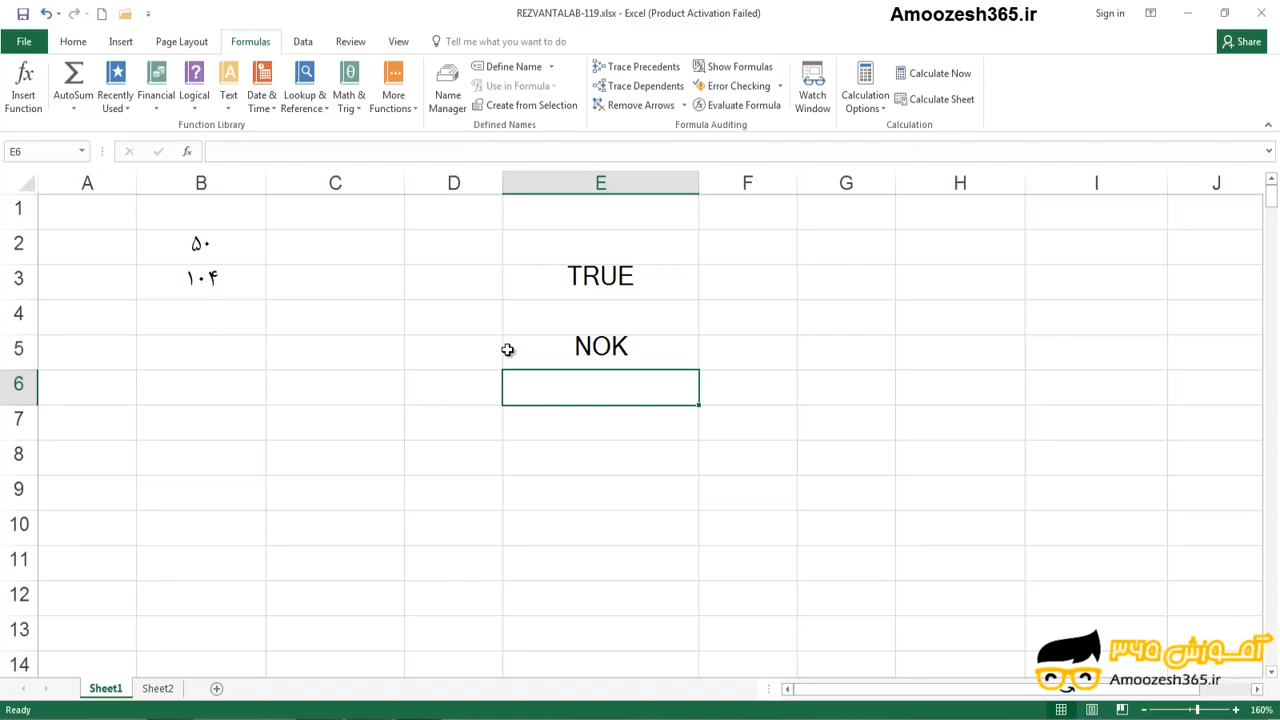 REZVANTALAB-119.xlsx - Excel (Product Activation Failed)
Amoozesh365.ir
Sign in
File Home Insert Page Layout Formulas Data Review View Tell me what you want to do Share
Insert Function
AutoSum
Recently Used
Financial
Logical
Text
Date & Time
Lookup & Reference
Math & Trig
More Functions
Function Library
Name Manager
Define Name
Use in Formula
Create from Selection
Defined Names
Trace Precedents
Trace Dependents
Remove Arrows
Show Formulas
Error Checking
Evaluate Formula
Formula Auditing
Watch Window
Calculation Options
Calculate Now
Calculate Sheet
Calculation
E6 fx
A B C D E F G H I J
1
2 ۵۰
3 ۱۰۴ TRUE
4
5 NOK
6
7
8
9
10
11
12
13
14
آموزش ۳۶۵
Amoozesh365.ir
Sheet1 Sheet2
Ready 160%